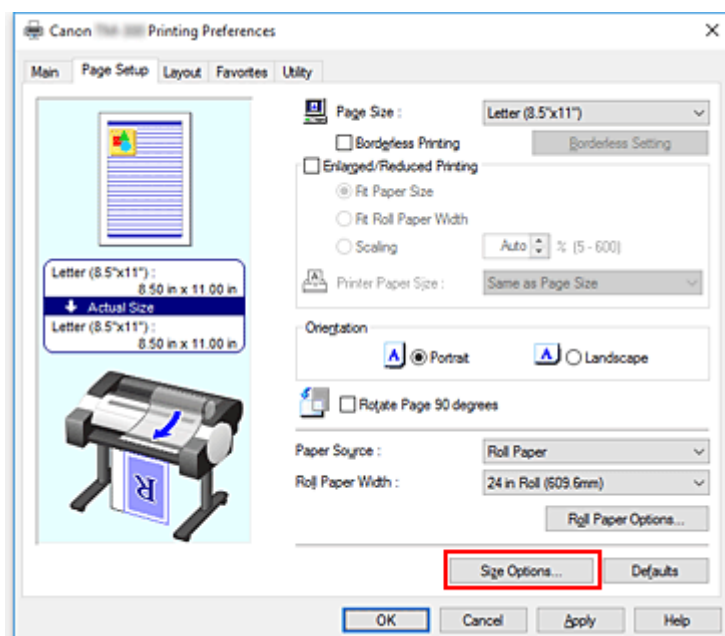 Canon Printing Preferences
Main Page Setup Layout Favorites Utility
Page Size : Letter (8.5"x11")
Borderless Printing Borderless Setting
Enlarged/Reduced Printing
Fit Paper Size
Fit Roll Paper Width
Scaling Auto % (5 - 600)
Printer Paper Size : Same as Page Size
Letter (8.5"x11") :
8.50 in x 11.00 in
Actual Size
Letter (8.5"x11") :
8.50 in x 11.00 in
Orientation
A Portrait A Landscape
Rotate Page 90 degrees
Paper Source : Roll Paper
Roll Paper Width : 24 in Roll (609.6mm)
Roll Paper Options...
R
Size Options... Defaults
OK Cancel Apply Help